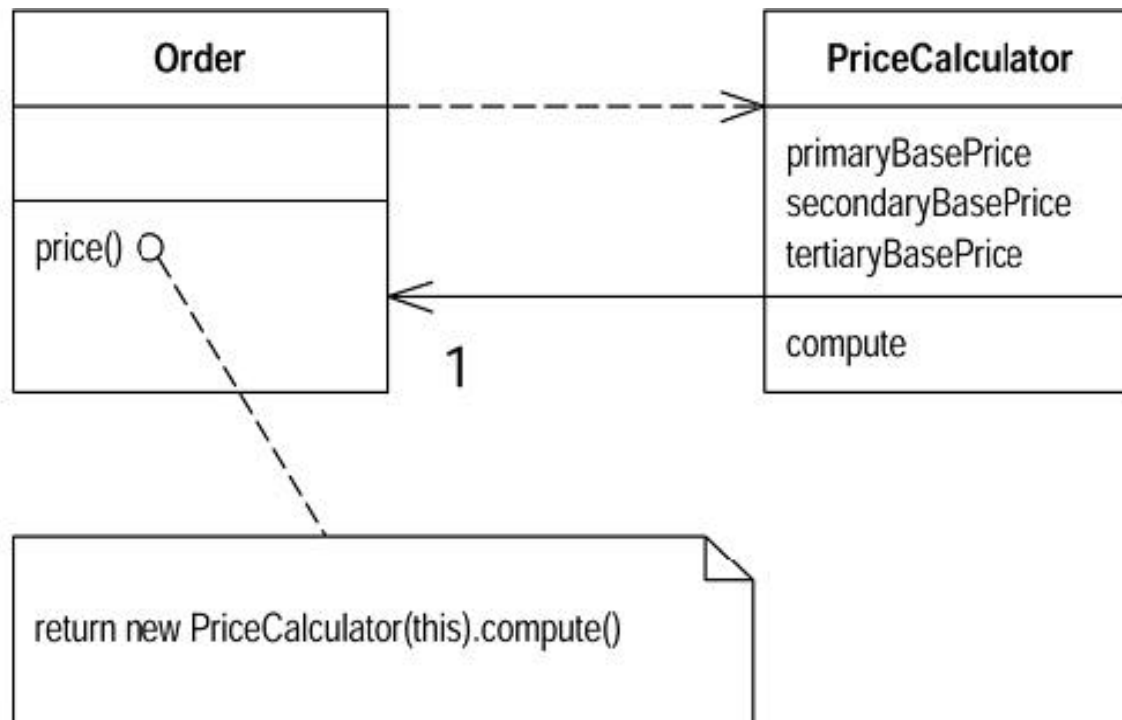 Order
PriceCalculator
primaryBasePrice
secondaryBasePrice
tertiaryBasePrice
price()
1
compute
return new PriceCalculator(this).compute()